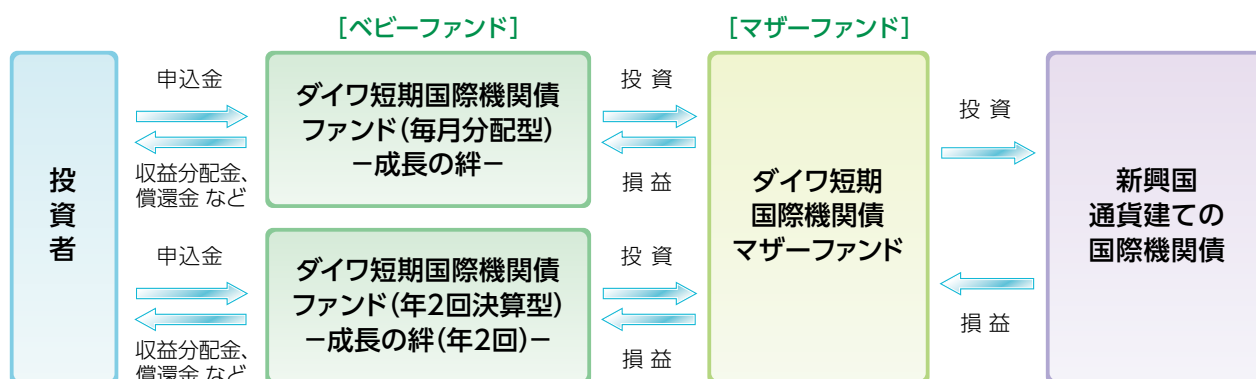 [ベビーファンド]
[マザーファンド]
投資者
申込金
収益分配金、
償還金 など
ダイワ短期国際機関債
ファンド(毎月分配型)
－成長の絆－
投 資
損 益
申込金
収益分配金、
償還金 など
ダイワ短期国際機関債
ファンド(年2回決算型)
－成長の絆(年2回)－
投 資
損 益
ダイワ短期
国際機関債
マザーファンド
投 資
損 益
新興国
通貨建ての
国際機関債